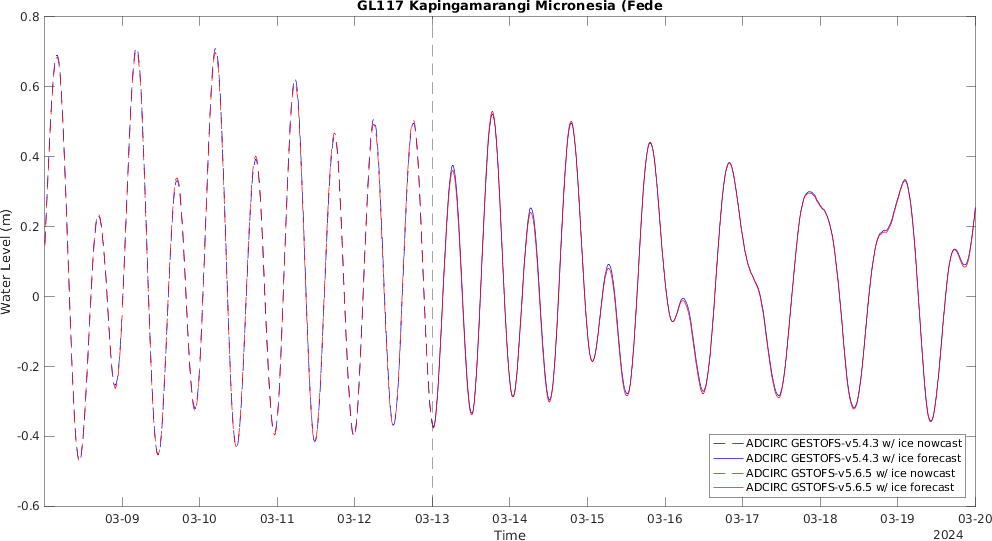 GL117 Kapingamarangi Micronesia (Fede
0.8
0.6
0.4
0.2
0
-0.2
-0.4
-0.6
Water Level (m)
ADCIRC GESTOFS-v5.4.3 w/ ice nowcast
ADCIRC GESTOFS-v5.4.3 w/ ice forecast
ADCIRC GSTOFS-v5.6.5 w/ ice nowcast
ADCIRC GSTOFS-v5.6.5 w/ ice forecast
03-09 03-10 03-11 03-12 03-13 03-14 03-15 03-16 03-17 03-18 03-19 03-20
Time
2024